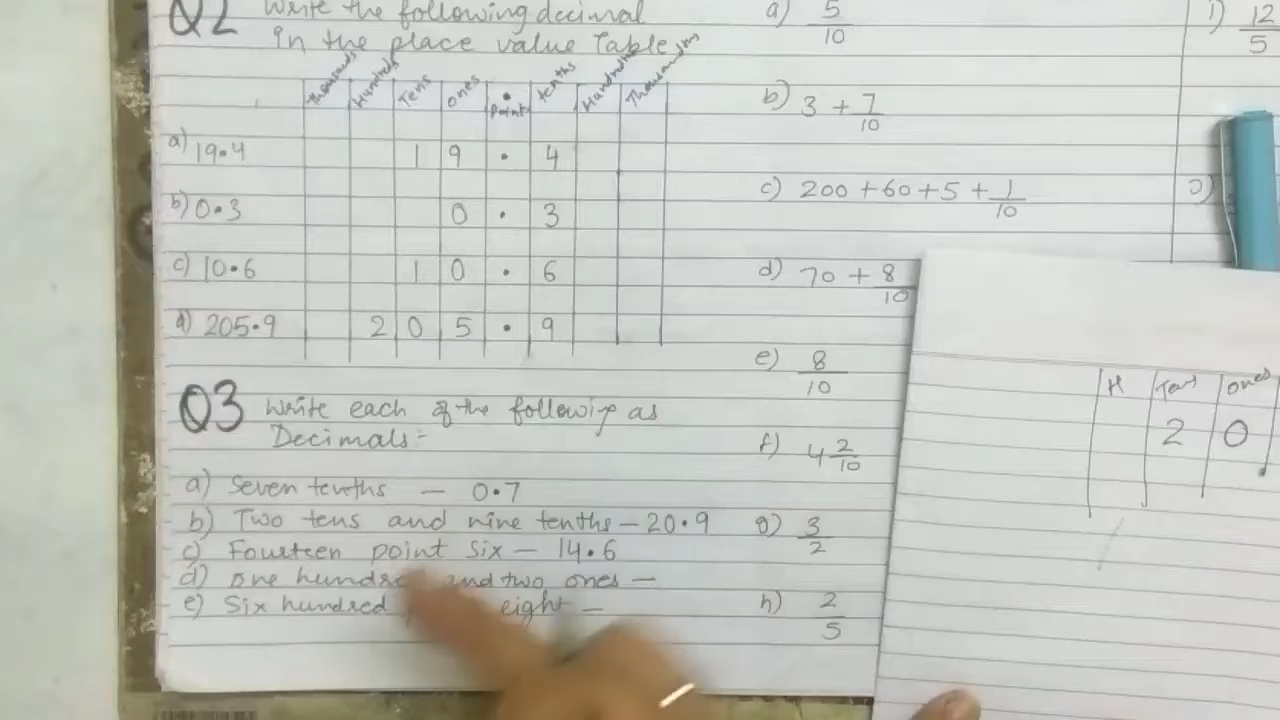 Q2 Write the following decimal
in the place value Table
Thousands Hundreds Tens ones • Point tenths Hundredths Thousandths
a) 19.4 1 9 . 4
b) 0.3 0 . 3
c) 10.6 1 0 . 6
d) 205.9 2 0 5 . 9
Q3 Write each of the following as
Decimals:-
a) Seven tenths — 0.7
b) Two tens and nine tenths — 20.9
c) Fourteen point six — 14.6
d) one hundred and two ones —
e) Six hundred eight —
a) 5/10
b) 3 + 7/10
c) 200 + 60 + 5 + 1/10
d) 70 + 8/10
e) 8/10
f) 4 2/10
g) 3/2
h) 2/5
i) 12/5
H Tens ones
2 0 .